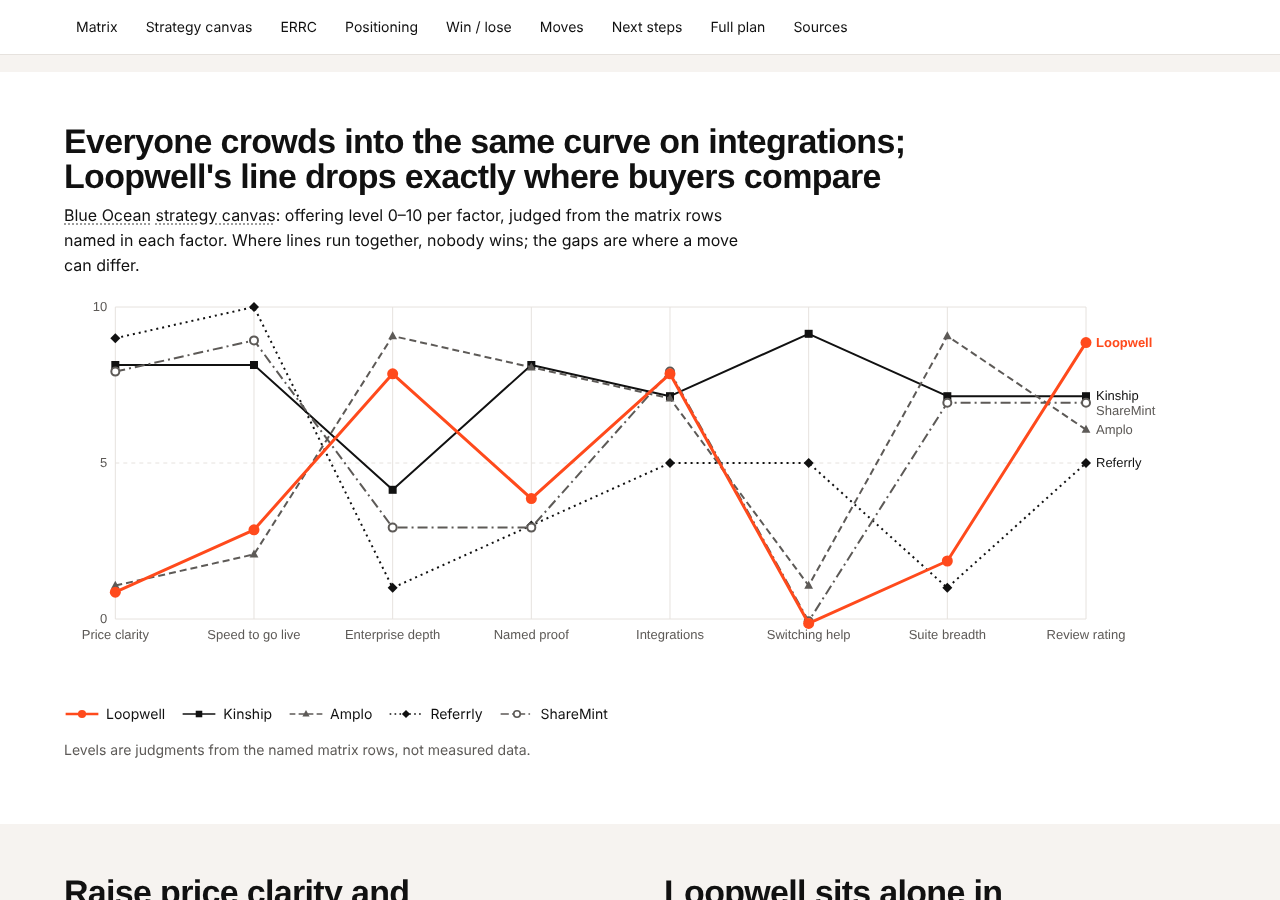 Matrix Strategy canvas ERRC Positioning Win / lose Moves Next steps Full plan Sources
Everyone crowds into the same curve on integrations;
Loopwell's line drops exactly where buyers compare
Blue Ocean strategy canvas: offering level 0–10 per factor, judged from the matrix rows
named in each factor. Where lines run together, nobody wins; the gaps are where a move
can differ.
10
5
0
Loopwell
Kinship
ShareMint
Amplo
Referrly
Price clarity Speed to go live Enterprise depth Named proof Integrations Switching help Suite breadth Review rating
Loopwell Kinship Amplo Referrly ShareMint
Levels are judgments from the named matrix rows, not measured data.
Raise price clarity and
Loopwell sits alone in